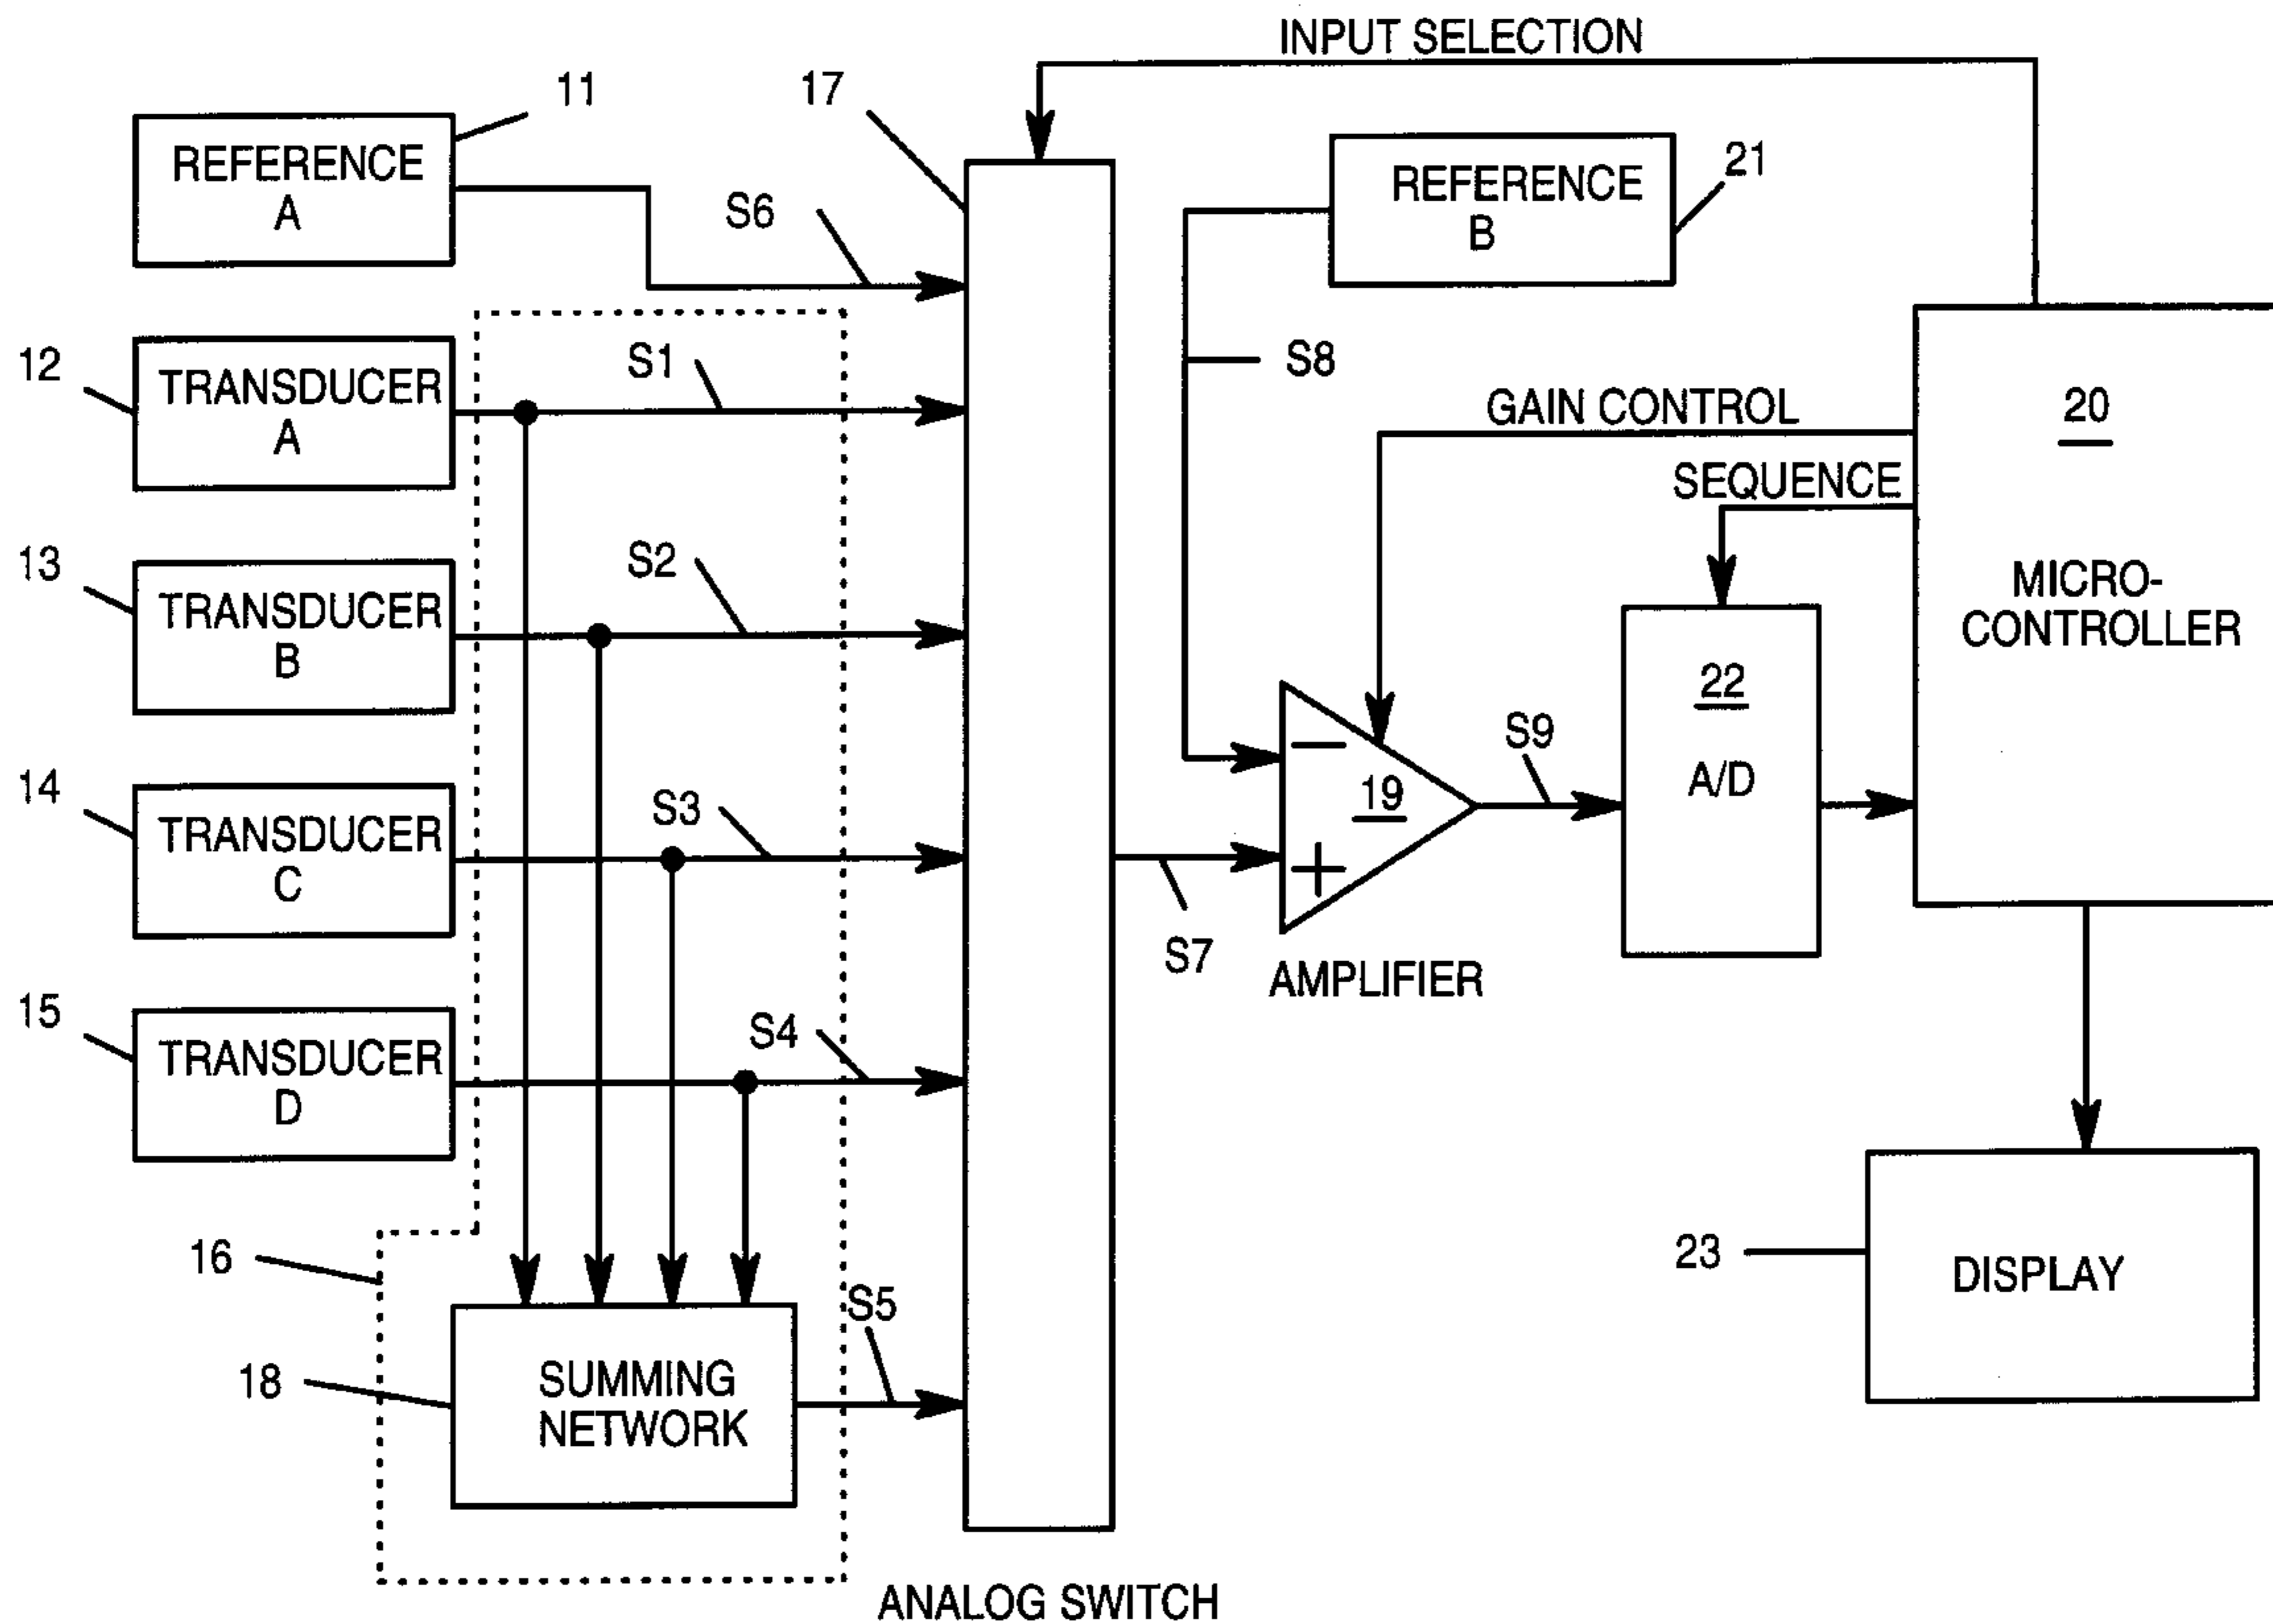 INPUT SELECTION
11
17
REFERENCE
A
S6
REFERENCE
B
21
12
TRANSDUCER
A
S1
S8
GAIN CONTROL
20
SEQUENCE
13
TRANSDUCER
B
S2
MICRO-
CONTROLLER
22
A/D
14
TRANSDUCER
C
S3
19
S9
S7
AMPLIFIER
15
TRANSDUCER
D
S4
16
23
DISPLAY
18
SUMMING
NETWORK
S5
ANALOG SWITCH